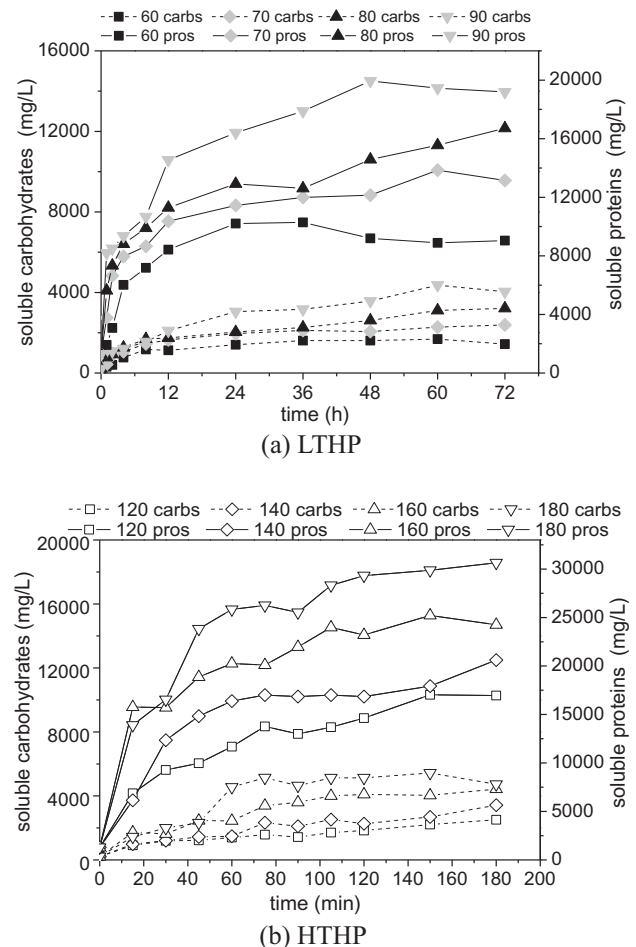 60 carbs 70 carbs 80 carbs 90 carbs
60 pros 70 pros 80 pros 90 pros
16000
12000
8000
4000
0
soluble carbohydrates (mg/L)
20000
16000
12000
8000
4000
0
soluble proteins (mg/L)
0 12 24 36 48 60 72
time (h)
(a) LTHP
120 carbs 140 carbs 160 carbs 180 carbs
120 pros 140 pros 160 pros 180 pros
20000
16000
12000
8000
4000
0
soluble carbohydrates (mg/L)
30000
25000
20000
15000
10000
5000
0
soluble proteins (mg/L)
0 20 40 60 80 100 120 140 160 180 200
time (min)
(b) HTHP